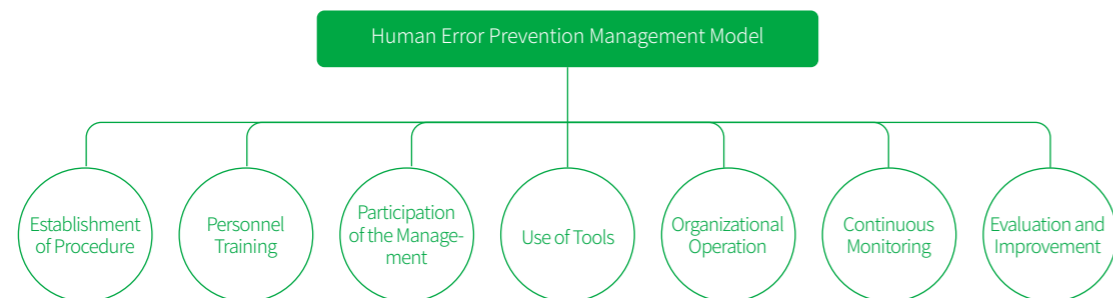 Human Error Prevention Management Model
Establishment
of Procedure
Personnel
Training
Participation
of the Manage-
ment
Use of Tools
Organizational
Operation
Continuous
Monitoring
Evaluation and
Improvement